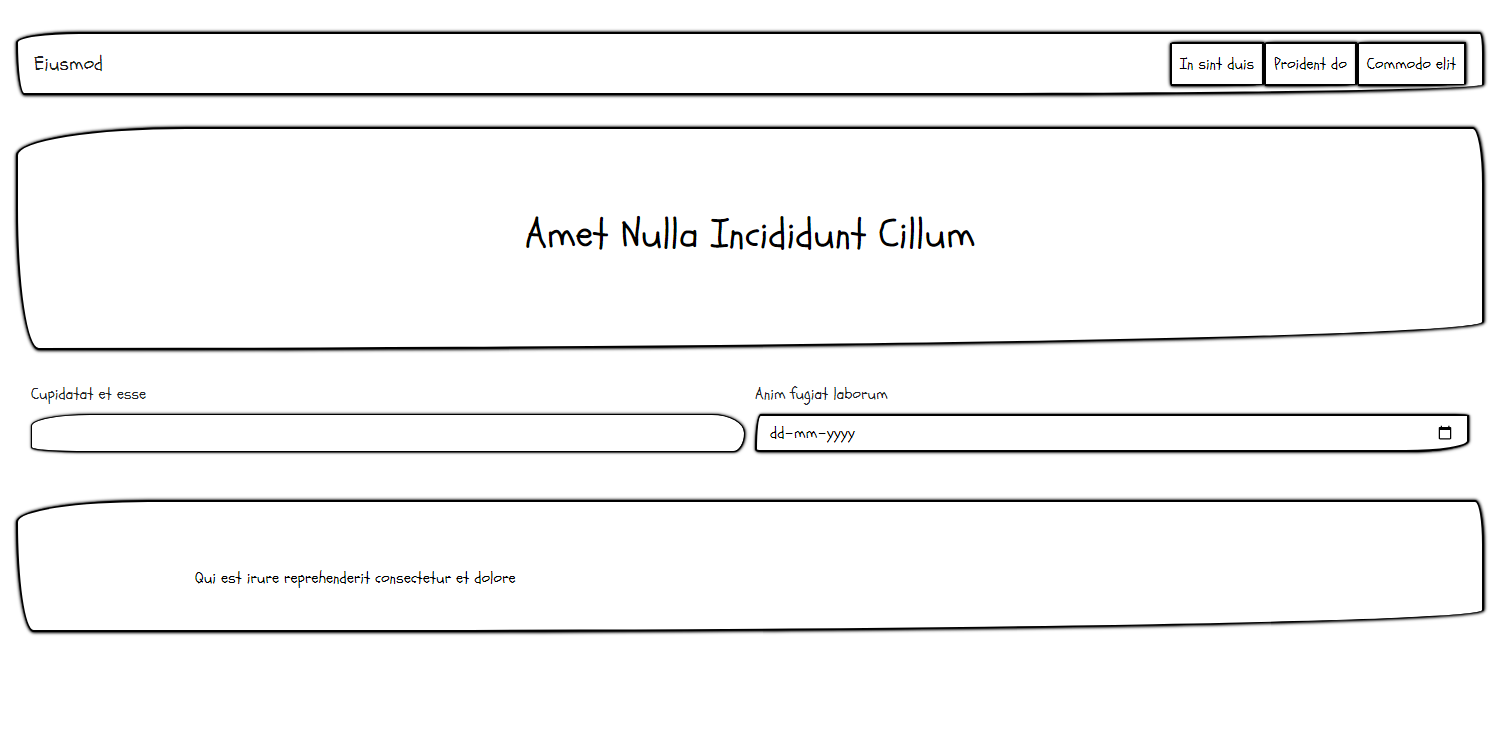 Eiusmod
In sint duis
Proident do
Commodo elit
Amet Nulla Incididunt Cillum
Cupidatat et esse
Anim fugiat laborum
dd-mm-yyyy
Qui est irure reprehenderit consectetur et dolore